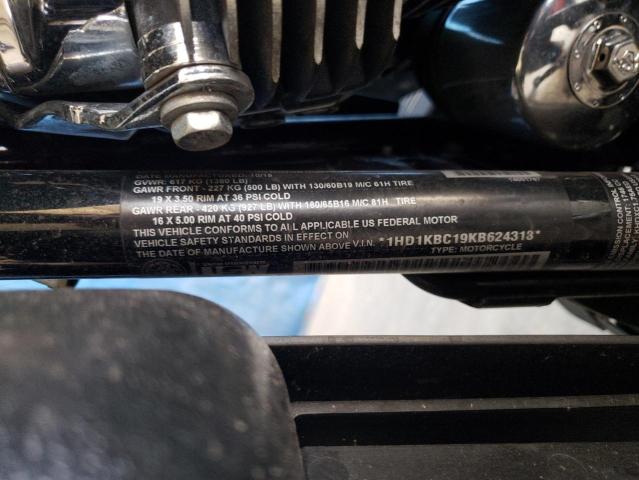 10/18
GVWR: 617 KG (1360 LB)
GAWR FRONT - 227 KG (500 LB) WITH 130/60B19 M/C 61H TIRE
19 X 3.50 RIM AT 36 PSI COLD
GAWR REAR - 420 KG (927 LB) WITH 180/65B16 M/C 81H TIRE
16 X 5.00 RIM AT 40 PSI COLD
THIS VEHICLE CONFORMS TO ALL APPLICABLE US FEDERAL MOTOR
VEHICLE SAFETY STANDARDS IN EFFECT ON
THE DATE OF MANUFACTURE SHOWN ABOVE V.I.N. *1HD1KBC19KB624313*
TYPE: MOTORCYCLE